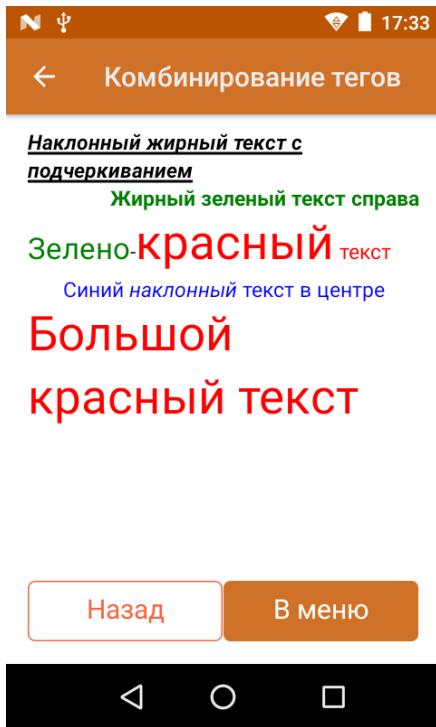 17:33
Комбинирование тегов
Наклонный жирный текст с
подчеркиванием
Жирный зеленый текст справа
Зелено-красный текст
Синий наклонный текст в центре
Большой
красный текст
Назад
В меню